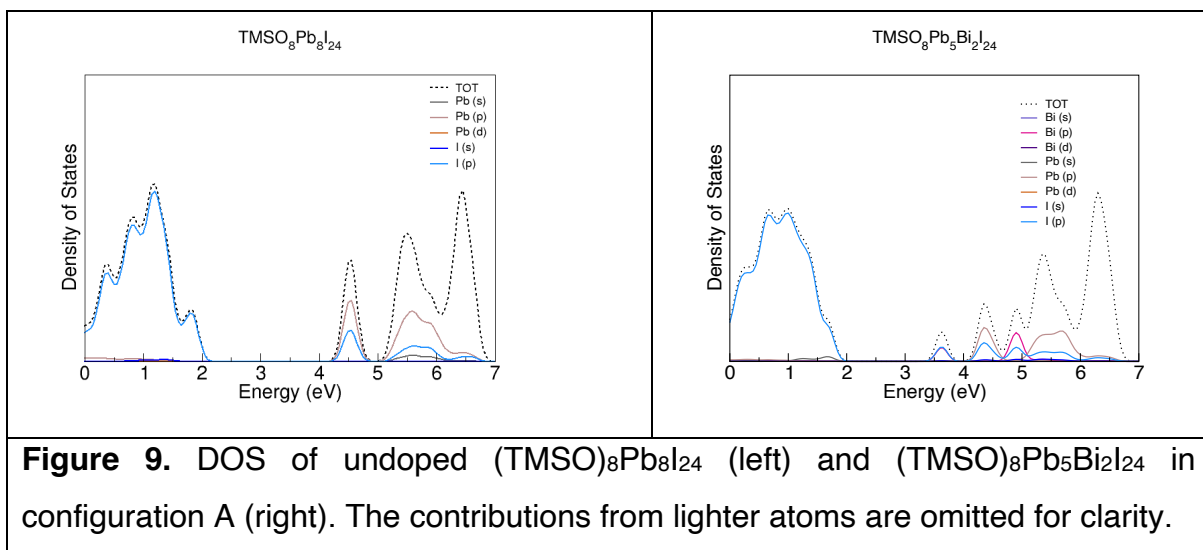 TMSO₈Pb₈I₂₄
Density of States
TOT
Pb (s)
Pb (p)
Pb (d)
I (s)
I (p)
0 1 2 3 4 5 6 7
Energy (eV)
TMSO₈Pb₅Bi₂I₂₄
Density of States
TOT
Bi (s)
Bi (p)
Bi (d)
Pb (s)
Pb (p)
Pb (d)
I (s)
I (p)
0 1 2 3 4 5 6 7
Energy (eV)
Figure 9. DOS of undoped (TMSO)₈Pb₈I₂₄ (left) and (TMSO)₈Pb₅Bi₂I₂₄ in
configuration A (right). The contributions from lighter atoms are omitted for clarity.